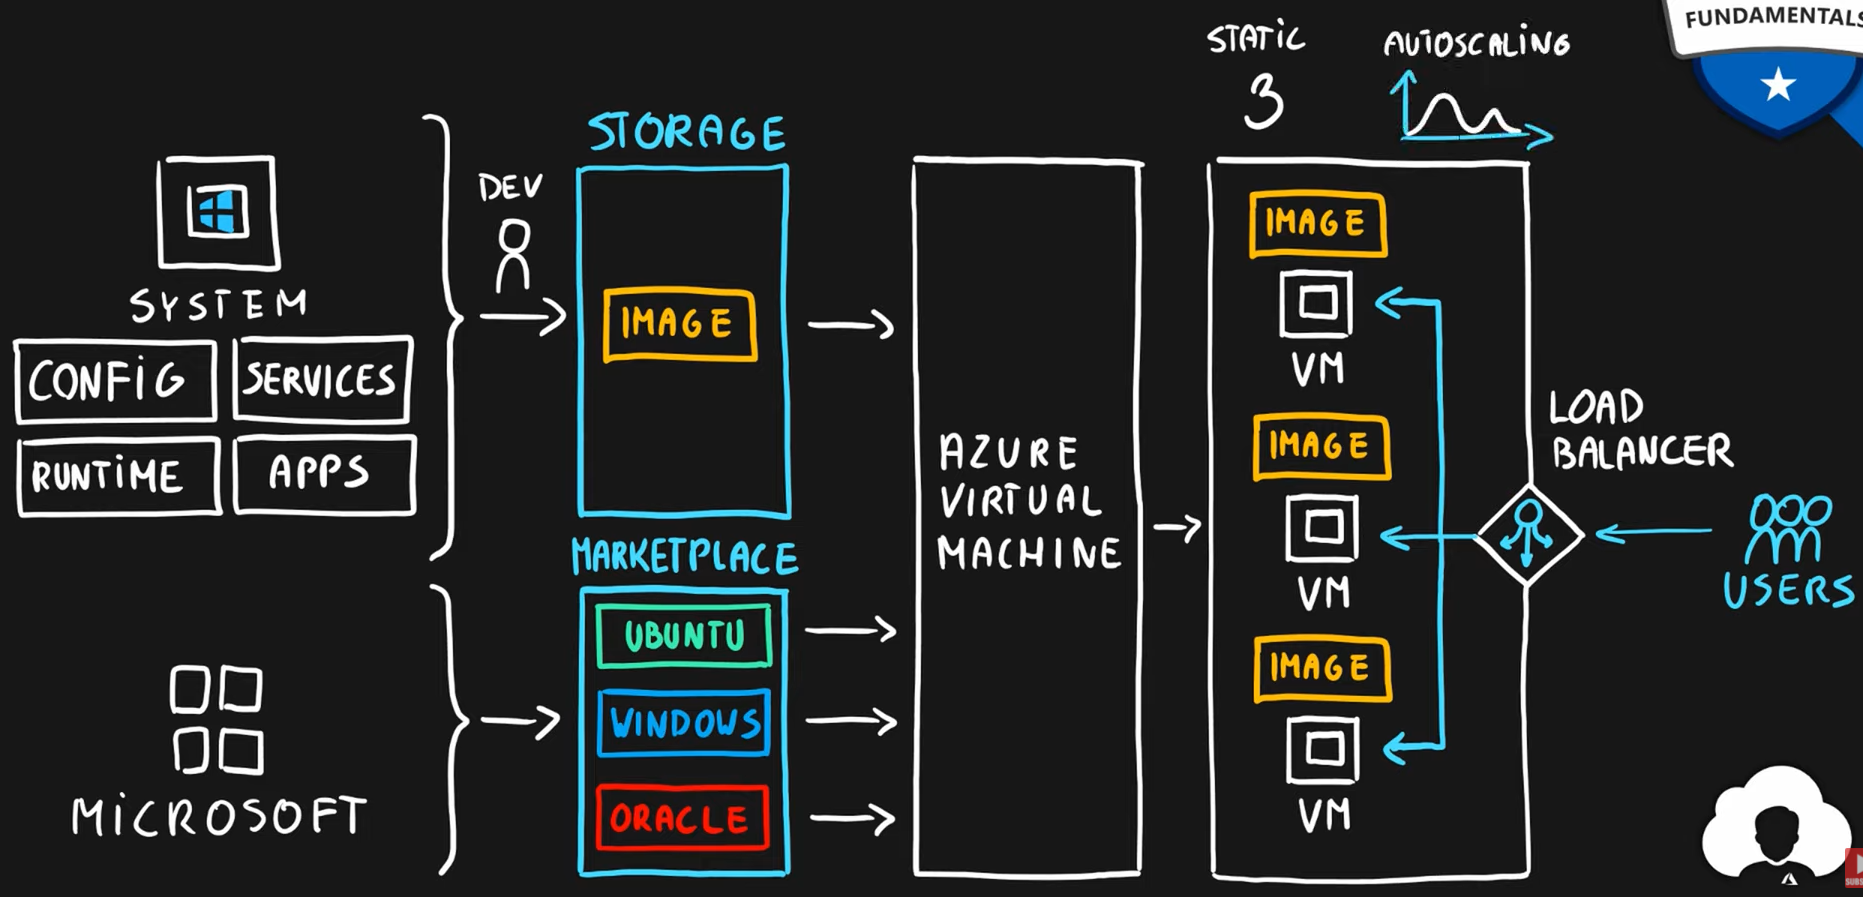 FUNDAMENTALS
STATIC
3
AUTOSCALING
STORAGE
DEV
SYSTEM
CONFIG
SERVICES
RUNTIME
APPS
IMAGE
MARKETPLACE
UBUNTU
WINDOWS
ORACLE
MICROSOFT
AZURE
VIRTUAL
MACHINE
IMAGE
VM
IMAGE
VM
IMAGE
VM
LOAD
BALANCER
USERS
SUBS